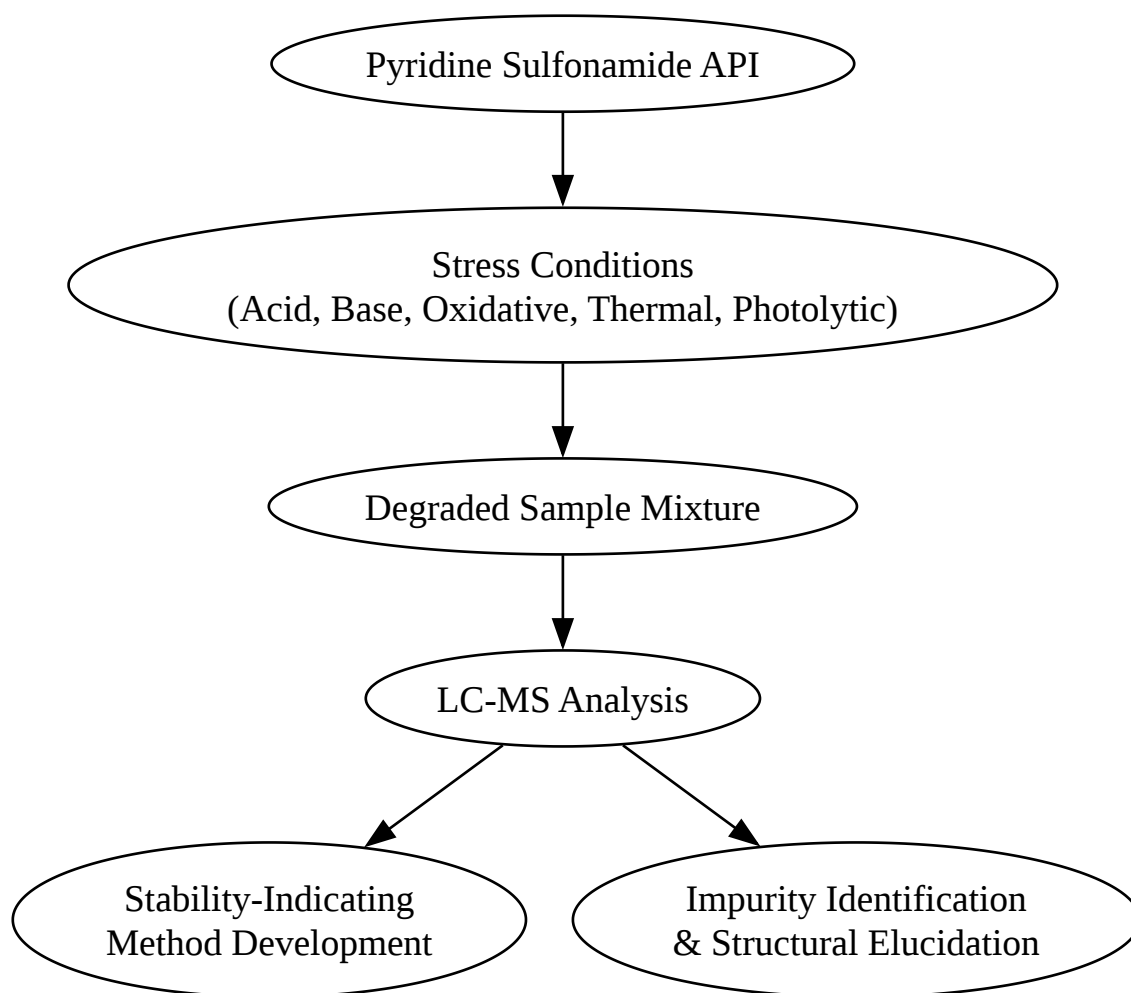 Pyridine Sulfonamide API
Stress Conditions
(Acid, Base, Oxidative, Thermal, Photolytic)
Degraded Sample Mixture
LC-MS Analysis
Stability-Indicating
Method Development
Impurity Identification
& Structural Elucidation